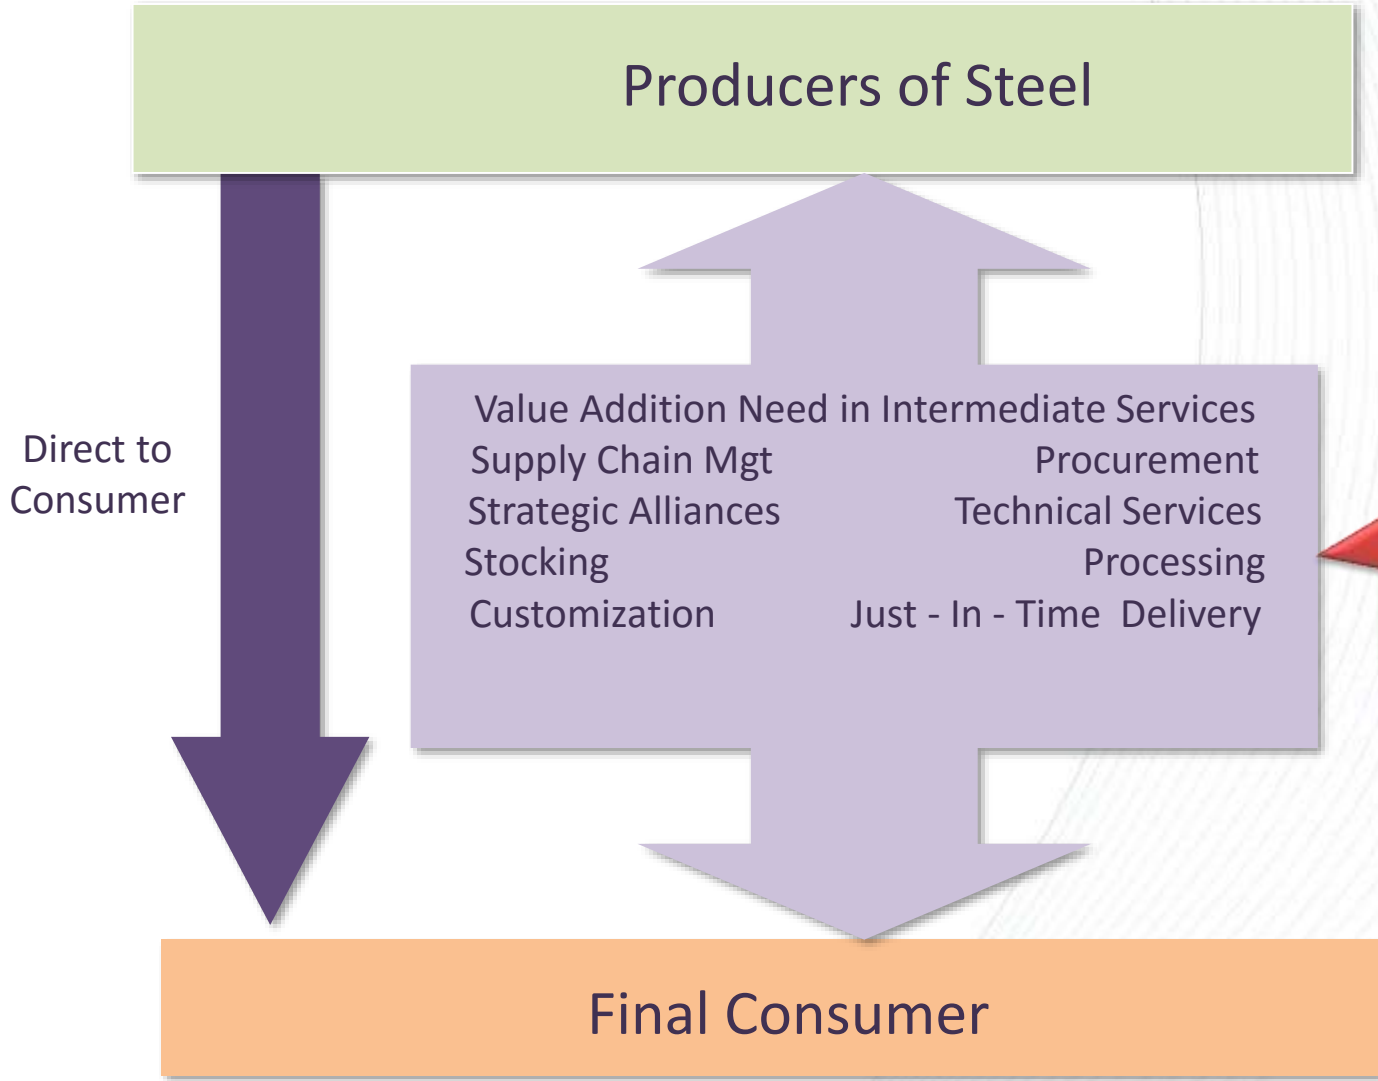 Producers of Steel
Direct to
Consumer
Value Addition Need in Intermediate Services
Supply Chain Mgt Procurement
Strategic Alliances Technical Services
Stocking Processing
Customization Just - In - Time Delivery
Final Consumer